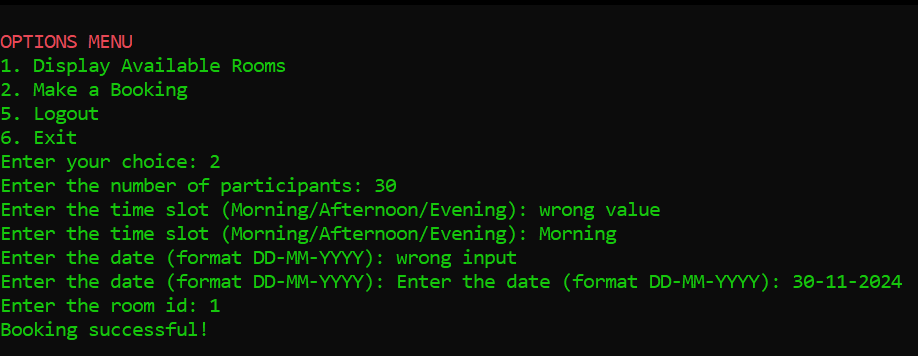 OPTIONS MENU
1. Display Available Rooms
2. Make a Booking
5. Logout
6. Exit
Enter your choice: 2
Enter the number of participants: 30
Enter the time slot (Morning/Afternoon/Evening): wrong value
Enter the time slot (Morning/Afternoon/Evening): Morning
Enter the date (format DD-MM-YYYY): wrong input
Enter the date (format DD-MM-YYYY): Enter the date (format DD-MM-YYYY): 30-11-2024
Enter the room id: 1
Booking successful!